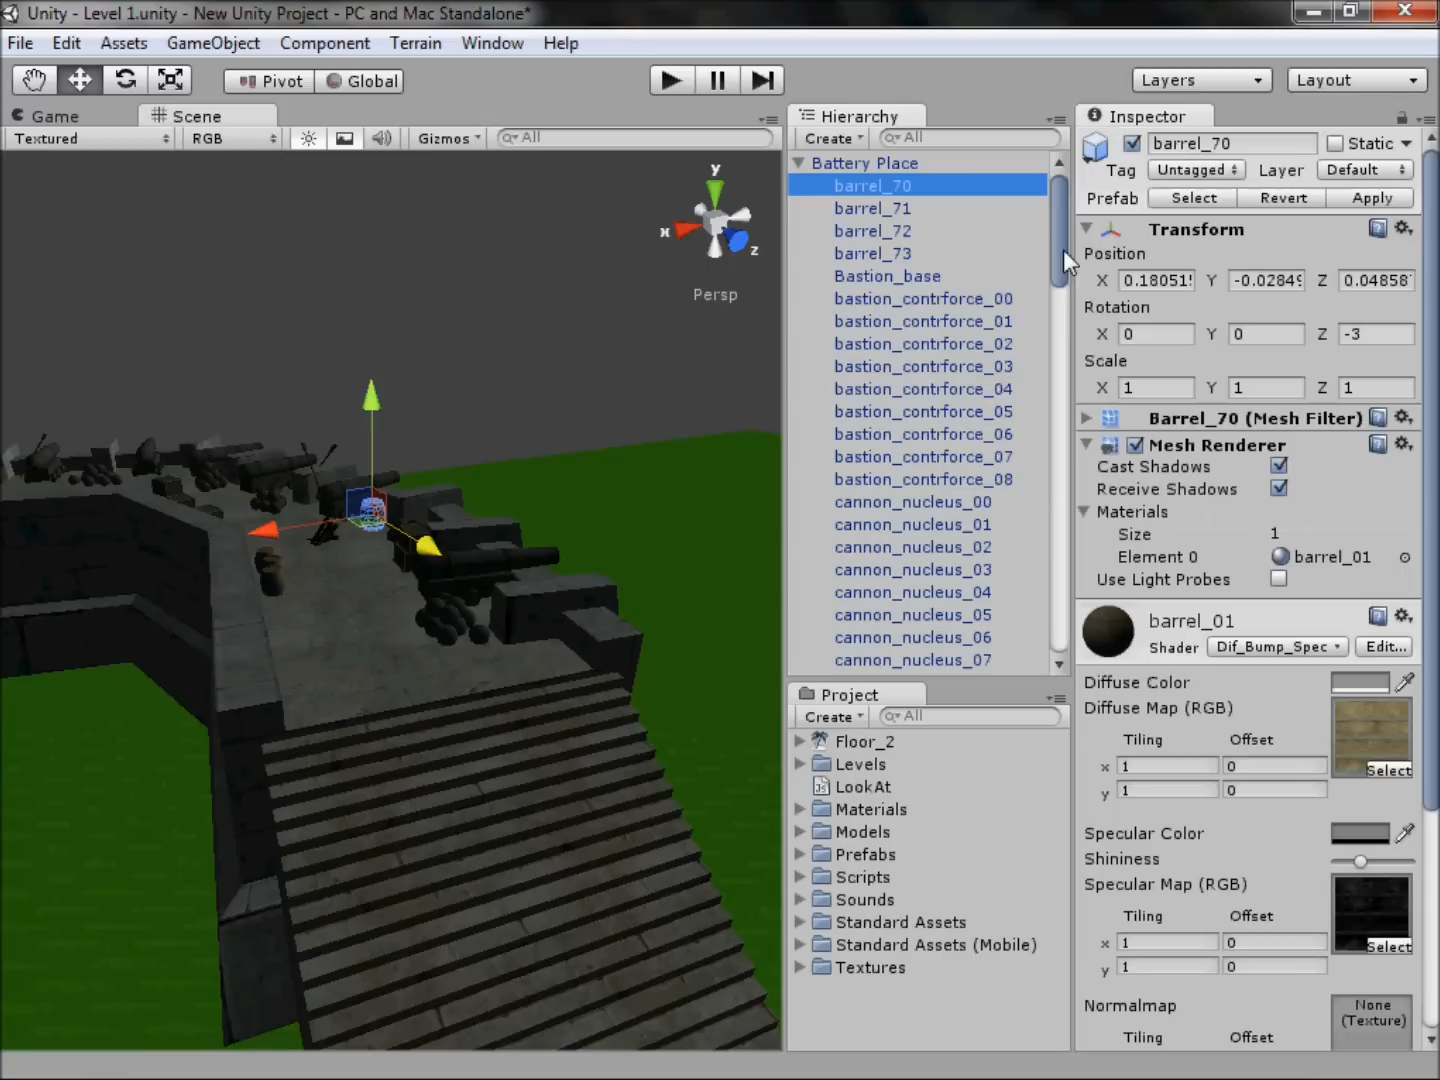 Unity - Level 1.unity - New Unity Project - PC and Mac Standalone*
File Edit Assets GameObject Component Terrain Window Help
Pivot Global Layers Layout
Game Scene
Textured RGB Gizmos All
y
x
z
Persp
Hierarchy
Create All
Battery Place
barrel_70
barrel_71
barrel_72
barrel_73
Bastion_base
bastion_contrforce_00
bastion_contrforce_01
bastion_contrforce_02
bastion_contrforce_03
bastion_contrforce_04
bastion_contrforce_05
bastion_contrforce_06
bastion_contrforce_07
bastion_contrforce_08
cannon_nucleus_00
cannon_nucleus_01
cannon_nucleus_02
cannon_nucleus_03
cannon_nucleus_04
cannon_nucleus_05
cannon_nucleus_06
cannon_nucleus_07
Project
Create All
Floor_2
Levels
LookAt
Materials
Models
Prefabs
Scripts
Sounds
Standard Assets
Standard Assets (Mobile)
Textures
Inspector
barrel_70 Static
Tag Untagged Layer Default
Prefab Select Revert Apply
Transform
Position
X 0.18051 Y -0.0284 Z 0.04858
Rotation
X 0 Y 0 Z -3
Scale
X 1 Y 1 Z 1
Barrel_70 (Mesh Filter)
Mesh Renderer
Cast Shadows
Receive Shadows
Materials
Size 1
Element 0 barrel_01
Use Light Probes
barrel_01
Shader Dif_Bump_Spec Edit...
Diffuse Color
Diffuse Map (RGB)
Tiling Offset
x 1 0
y 1 0
Select
Specular Color
Shininess
Specular Map (RGB)
Tiling Offset
x 1 0
y 1 0
Select
Normalmap
None
(Texture)
Tiling Offset